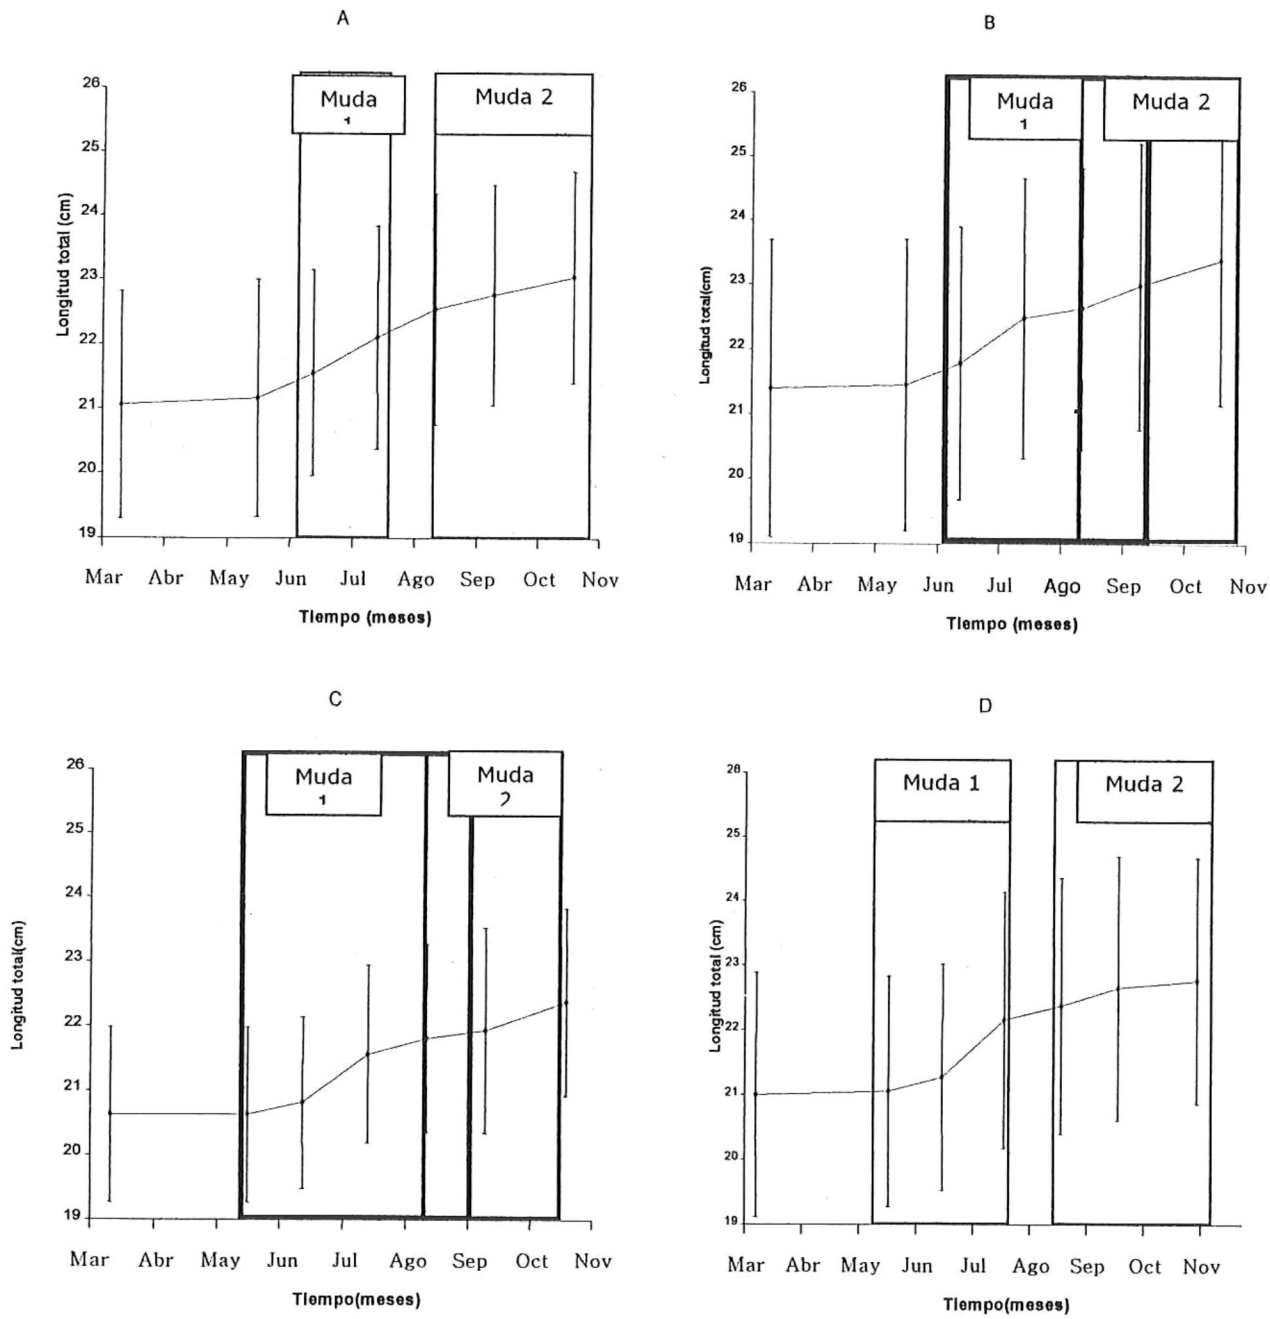 A
26
25
24
23
22
21
20
19
Longitud total (cm)
Muda
1
Muda 2
Mar Abr May Jun Jul Ago Sep Oct Nov
Tiempo (meses)
B
26
25
24
23
22
21
20
19
Longitud total(cm)
Muda
1
Muda 2
Mar Abr May Jun Jul Ago Sep Oct Nov
Tiempo (meses)
C
26
25
24
23
22
21
20
19
Longitud total(cm)
Muda
1
Muda
2
Mar Abr May Jun Jul Ago Sep Oct Nov
Tiempo(meses)
D
26
25
24
23
22
21
20
19
Longitud total (cm)
Muda 1
Muda 2
Mar Abr May Jun Jul Ago Sep Oct Nov
Tiempo(meses)